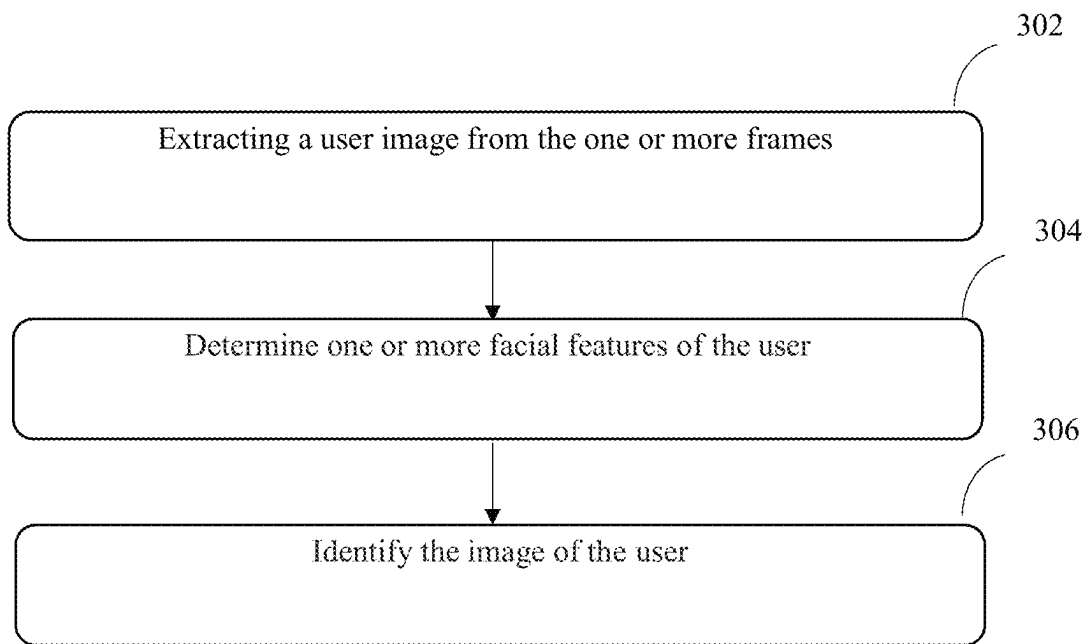 302
Extracting a user image from the one or more frames
304
Determine one or more facial features of the user
306
Identify the image of the user